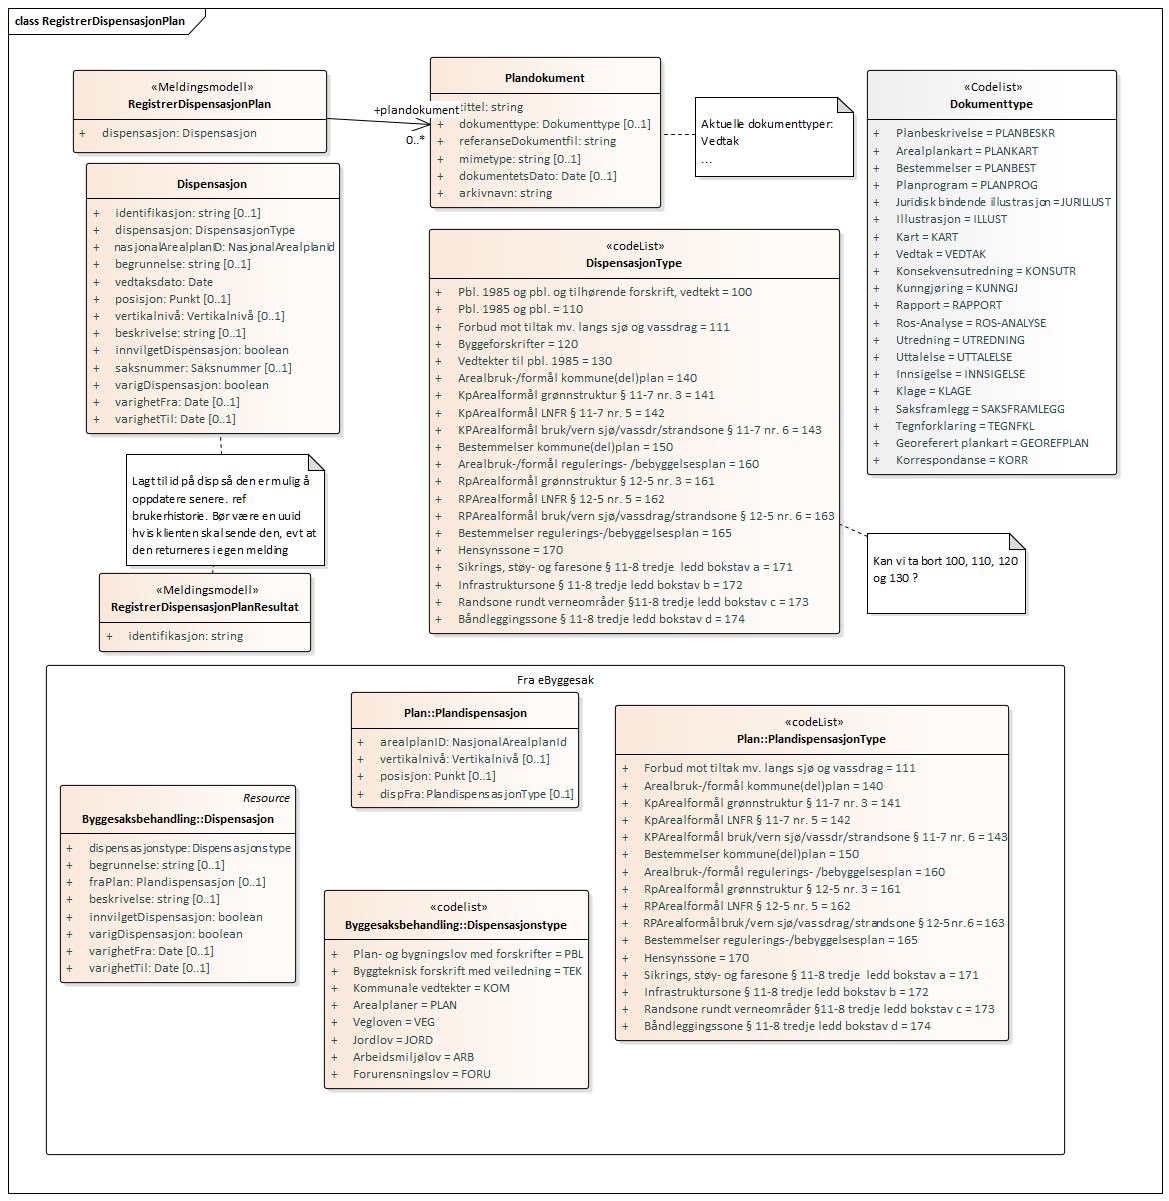 class RegistrerDispensasjonPlan
«Meldingsmodell»
RegistrerDispensasjonPlan
+ dispensasjon: Dispensasjon
+plandokument
0..*
Plandokument
+ tittel: string
+ dokumenttype: Dokumenttype [0..1]
+ referanseDokumentfil: string
+ mimetype: string [0..1]
+ dokumentetsDato: Date [0..1]
+ arkivnavn: string
Aktuelle dokumenttyper:
Vedtak
...
«Codelist»
Dokumenttype
+ Planbeskrivelse = PLANBESKR
+ Arealplankart = PLANKART
+ Bestemmelser = PLANBEST
+ Planprogram = PLANPROG
+ Juridisk bindende illustrasjon = JURILLUST
+ Illustrasjon = ILLUST
+ Kart = KART
+ Vedtak = VEDTAK
+ Konsekvensutredning = KONSUTR
+ Kunngjøring = KUNNGJ
+ Rapport = RAPPORT
+ Ros-Analyse = ROS-ANALYSE
+ Utredning = UTREDNING
+ Uttalelse = UTTALELSE
+ Innsigelse = INNSIGELSE
+ Klage = KLAGE
+ Saksframlegg = SAKSFRAMLEGG
+ Tegnforklaring = TEGNFKL
+ Georeferert plankart = GEOREFPLAN
+ Korrespondanse = KORR
Dispensasjon
+ identifikasjon: string [0..1]
+ dispensasjon: DispensasjonType
+ nasjonalArealplanID: NasjonalArealplanId
+ begrunnelse: string [0..1]
+ vedtaksdato: Date
+ posisjon: Punkt [0..1]
+ vertikalnivå: Vertikalnivå [0..1]
+ beskrivelse: string [0..1]
+ innvilgetDispensasjon: boolean
+ saksnummer: Saksnummer [0..1]
+ varigDispensasjon: boolean
+ varighetFra: Date [0..1]
+ varighetTil: Date [0..1]
«codeList»
DispensasjonType
+ Pbl. 1985 og pbl. og tilhørende forskrift, vedtekt = 100
+ Pbl. 1985 og pbl. = 110
+ Forbud mot tiltak mv. langs sjø og vassdrag = 111
+ Byggeforskrifter = 120
+ Vedtekter til pbl. 1985 = 130
+ Arealbruk-/formål kommune(del)plan = 140
+ KpArealformål grønnstruktur § 11-7 nr. 3 = 141
+ KpArealformål LNFR § 11-7 nr. 5 = 142
+ KPArealformål bruk/vern sjø/vassdr/strandsone § 11-7 nr. 6 = 143
+ Bestemmelser kommune(del)plan = 150
+ Arealbruk-/formål regulerings- /bebyggelsesplan = 160
+ RpArealformål grønnstruktur § 12-5 nr. 3 = 161
+ RPArealformål LNFR § 12-5 nr. 5 = 162
+ RPArealformål bruk/vern sjø/vassdrag/strandsone § 12-5 nr. 6 = 163
+ Bestemmelser regulerings-/bebyggelsesplan = 165
+ Hensynssone = 170
+ Sikrings, støy- og faresone § 11-8 tredje  ledd bokstav a = 171
+ Infrastruktursone § 11-8 tredje ledd bokstav b = 172
+ Randsone rundt verneområder §11-8 tredje ledd bokstav c = 173
+ Båndleggingssone § 11-8 tredje ledd bokstav d = 174
Lagt til id på disp så den er mulig å
oppdatere senere. ref
brukerhistorie. Bør være en uuid
hvis klienten skal sende den, evt at
den returneres i egen melding
Kan vi ta bort 100, 110, 120
og 130 ?
«Meldingsmodell»
RegistrerDispensasjonPlanResultat
+ identifikasjon: string
Fra eByggesak
Plan::Plandispensasjon
+ arealplanID: NasjonalArealplanId
+ vertikalnivå: Vertikalnivå [0..1]
+ posisjon: Punkt [0..1]
+ dispFra: PlandispensasjonType [0..1]
«codeList»
Plan::PlandispensasjonType
+ Forbud mot tiltak mv. langs sjø og vassdrag = 111
+ Arealbruk-/formål kommune(del)plan = 140
+ KpArealformål grønnstruktur § 11-7 nr. 3 = 141
+ KpArealformål LNFR § 11-7 nr. 5 = 142
+ KPArealformål bruk/vern sjø/vassdr/strandsone § 11-7 nr. 6 = 143
+ Bestemmelser kommune(del)plan = 150
+ Arealbruk-/formål regulerings- /bebyggelsesplan = 160
+ RpArealformål grønnstruktur § 12-5 nr. 3 = 161
+ RPArealformål LNFR § 12-5 nr. 5 = 162
+ RPArealformål bruk/vern sjø/vassdrag/strandsone § 12-5 nr. 6 = 163
+ Bestemmelser regulerings-/bebyggelsesplan = 165
+ Hensynssone = 170
+ Sikrings, støy- og faresone § 11-8 tredje  ledd bokstav a = 171
+ Infrastruktursone § 11-8 tredje ledd bokstav b = 172
+ Randsone rundt verneområder §11-8 tredje ledd bokstav c = 173
+ Båndleggingssone § 11-8 tredje ledd bokstav d = 174
Resource
Byggesaksbehandling::Dispensasjon
+ dispensasjonstype: Dispensasjonstype
+ begrunnelse: string [0..1]
+ fraPlan: Plandispensasjon [0..1]
+ beskrivelse: string [0..1]
+ innvilgetDispensasjon: boolean
+ varigDispensasjon: boolean
+ varighetFra: Date [0..1]
+ varighetTil: Date [0..1]
«codelist»
Byggesaksbehandling::Dispensasjonstype
+ Plan- og bygningslov med forskrifter = PBL
+ Byggteknisk forskrift med veiledning = TEK
+ Kommunale vedtekter = KOM
+ Arealplaner = PLAN
+ Vegloven = VEG
+ Jordlov = JORD
+ Arbeidsmiljølov = ARB
+ Forurensningslov = FORU